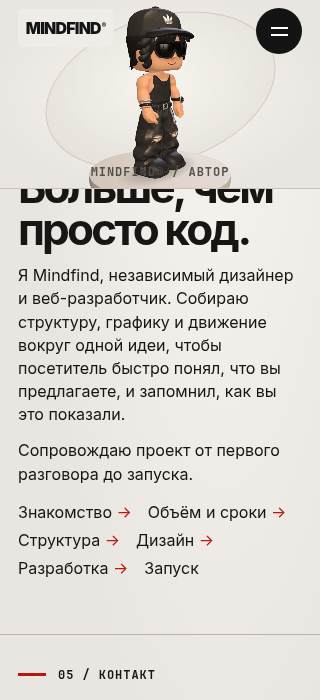 MINDFIND®
MINDFIND / АВТОР
Больше, чем
просто код.
Я Mindfind, независимый дизайнер
и веб-разработчик. Собираю
структуру, графику и движение
вокруг одной идеи, чтобы
посетитель быстро понял, что вы
предлагаете, и запомнил, как вы
это показали.
Сопровождаю проект от первого
разговора до запуска.
Знакомство → Объём и сроки →
Структура → Дизайн →
Разработка → Запуск
05 / КОНТАКТ